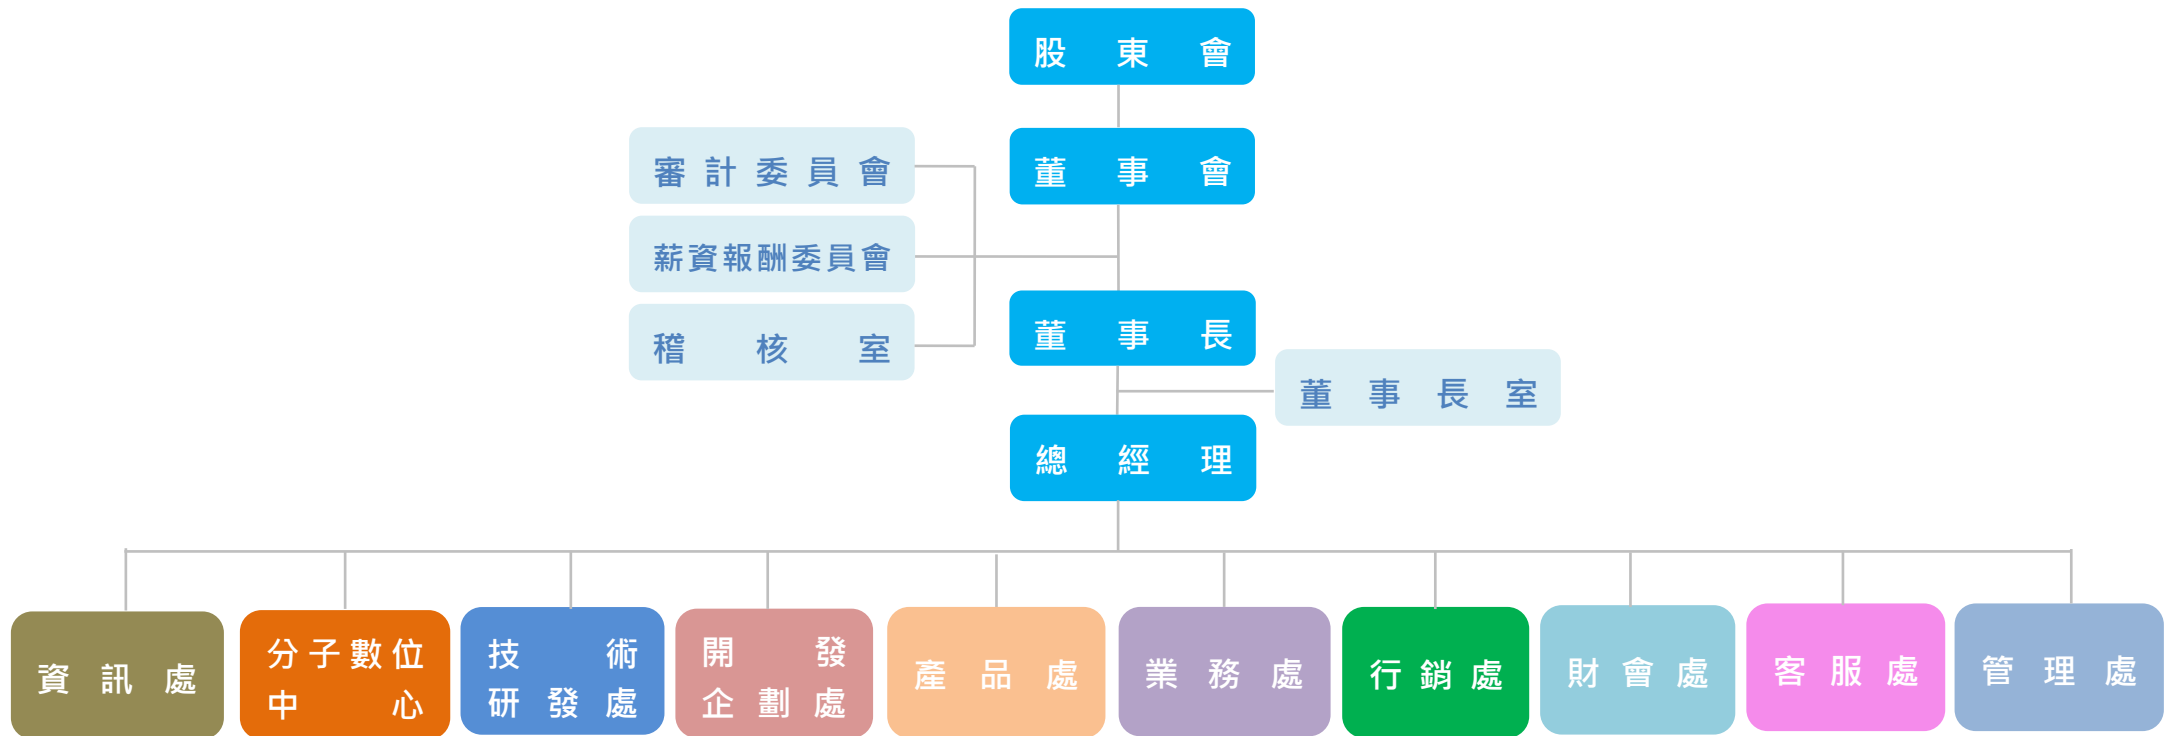 股東會
審計委員會
董事會
薪資報酬委員會
稽核室
董事長
董事長室
總經理
資訊處
分子數位
中心
技術
研發處
開發
企劃處
產品處
業務處
行銷處
財會處
客服處
管理處